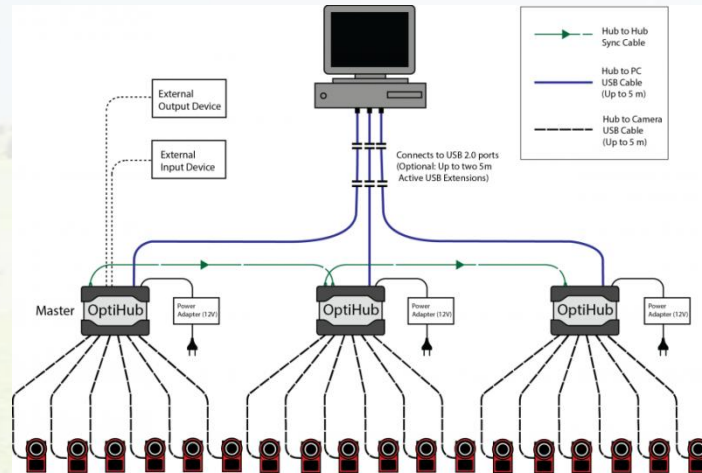 Hub to Hub
Sync Cable
Hub to PC
USB Cable
(Up to 5 m)
Hub to Camera
USB Cable
(Up to 5 m)
External
Output Device
External
Input Device
Connects to USB 2.0 ports
(Optional: Up to two 5m
Active USB Extensions)
Master
OptiHub
Power
Adapter (12V)
OptiHub
Power
Adapter (12V)
OptiHub
Power
Adapter (12V)